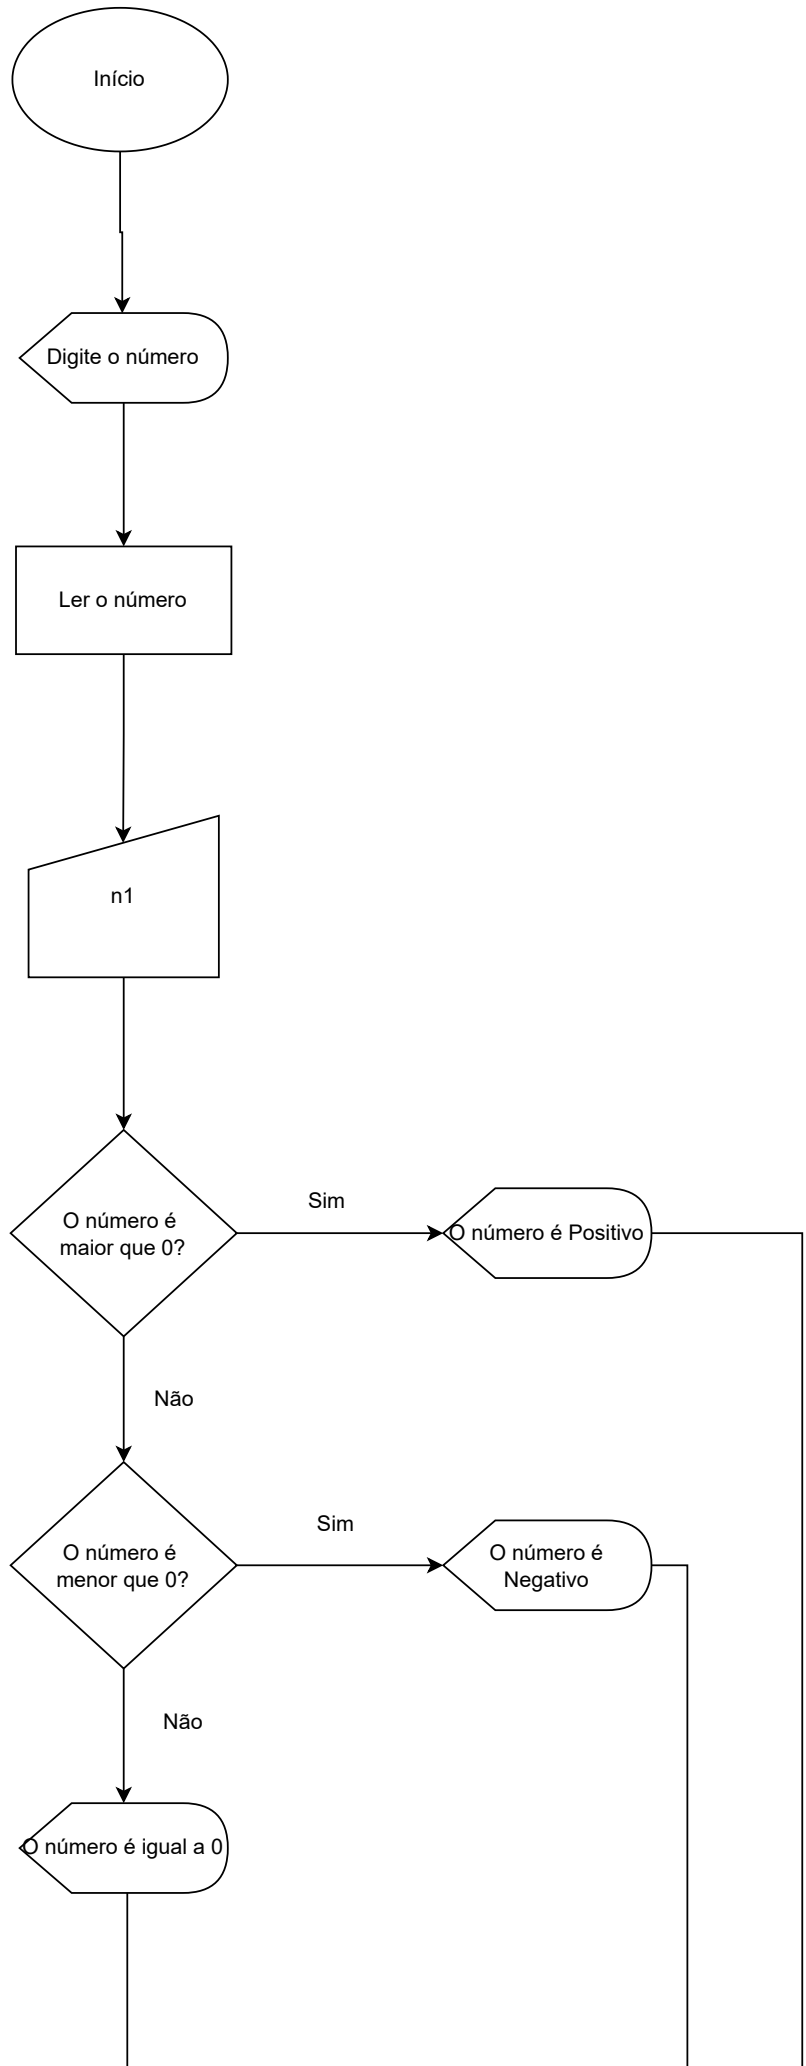 Início
Digite o número
Ler o número
n1
O número é
maior que 0?
Sim
O número é Positivo
Não
O número é
menor que 0?
Sim
O número é
Negativo
Não
O número é igual a 0